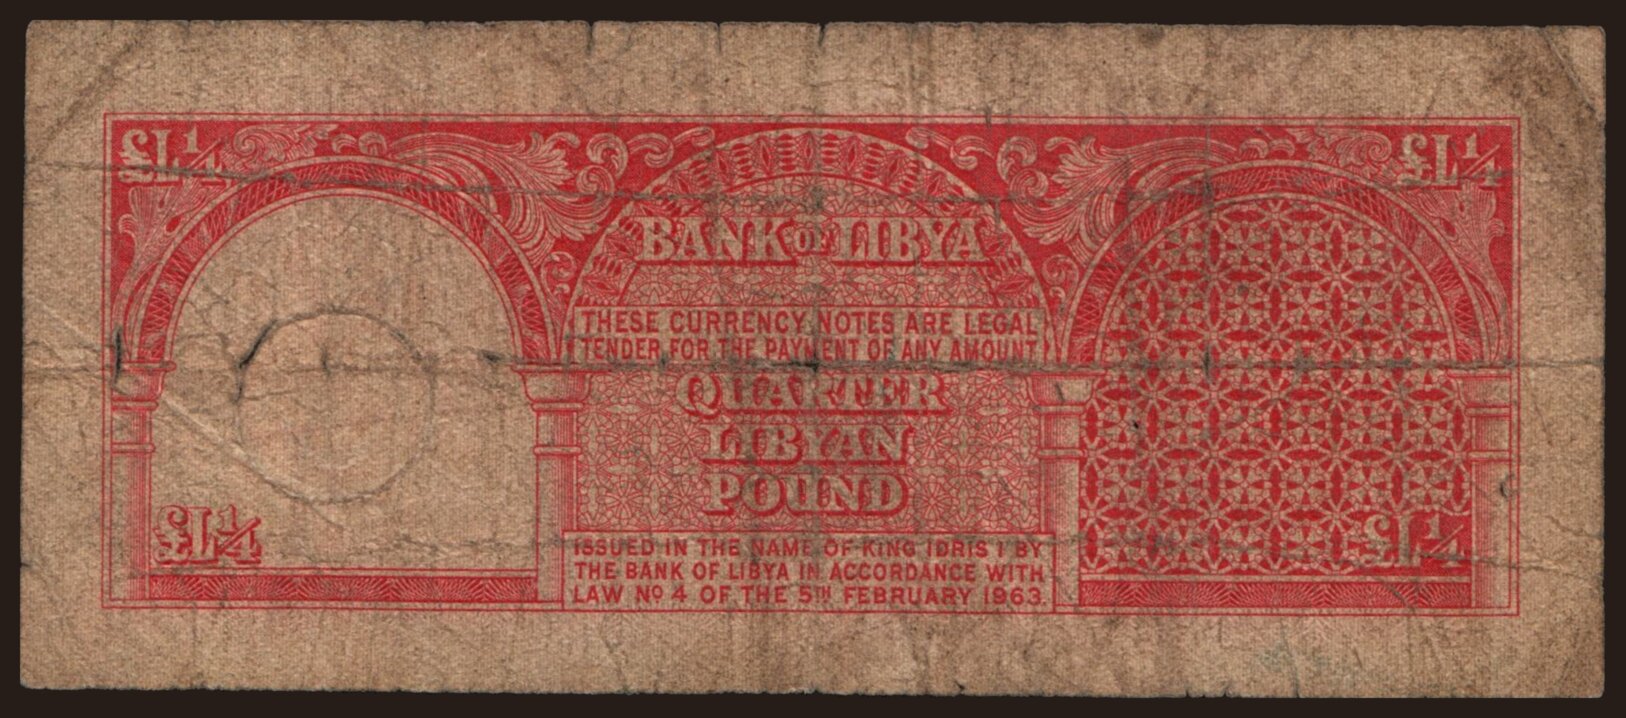 £L¼ £L¼
BANK OF LIBYA
THESE CURRENCY NOTES ARE LEGAL
TENDER FOR THE PAYMENT OF ANY AMOUNT
QUARTER
LIBYAN
POUND
£L¼ £L¼
ISSUED IN THE NAME OF KING IDRIS I BY
THE BANK OF LIBYA IN ACCORDANCE WITH
LAW Nº 4 OF THE 5TH FEBRUARY 1963.